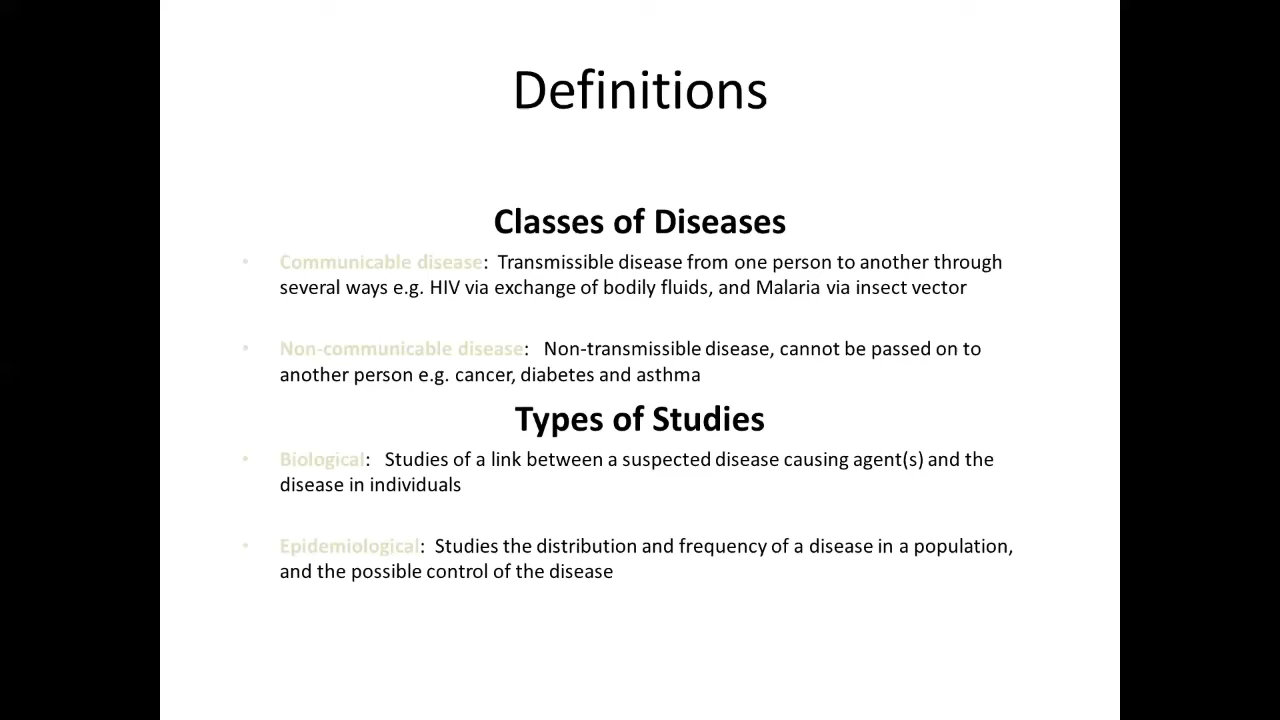 Definitions
Classes of Diseases
• Communicable disease: Transmissible disease from one person to another through
several ways e.g. HIV via exchange of bodily fluids, and Malaria via insect vector
• Non-communicable disease: Non-transmissible disease, cannot be passed on to
another person e.g. cancer, diabetes and asthma
Types of Studies
• Biological: Studies of a link between a suspected disease causing agent(s) and the
disease in individuals
• Epidemiological: Studies the distribution and frequency of a disease in a population,
and the possible control of the disease